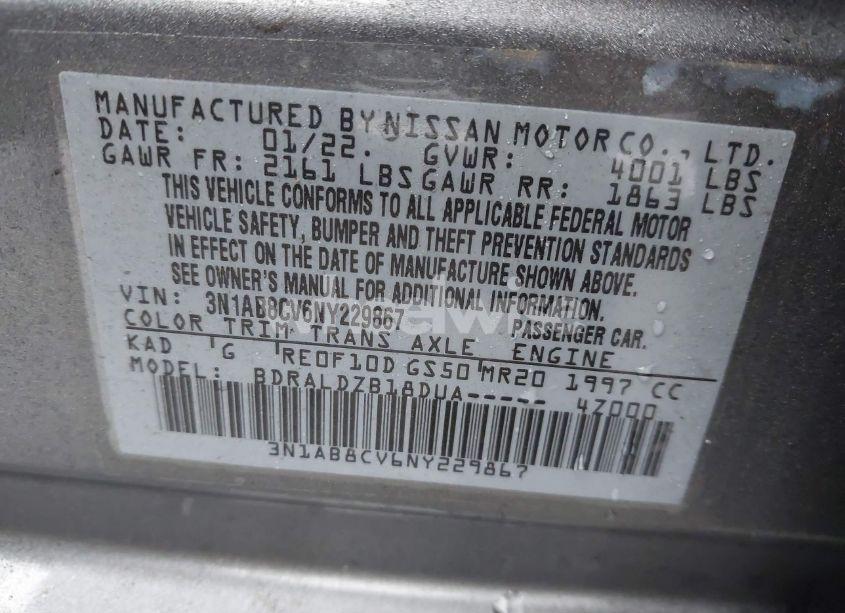 MANUFACTURED BY NISSAN MOTOR CO., LTD.
DATE: 01/22. GVWR: 4001 LBS
GAWR FR: 2161 LBS GAWR RR: 1863 LBS
THIS VEHICLE CONFORMS TO ALL APPLICABLE FEDERAL MOTOR
VEHICLE SAFETY, BUMPER AND THEFT PREVENTION STANDARDS
IN EFFECT ON THE DATE OF MANUFACTURE SHOWN ABOVE.
SEE OWNER'S MANUAL FOR ADDITIONAL INFORMATION
VIN: 3N1AB8CV6NY229867 PASSENGER CAR.
COLOR TRIM TRANS AXLE ENGINE
KAD G RE0F10D GS50 MR20 1997 CC
MODEL: BDRALDZB18DUA----- 4Z000
3N1AB8CV6NY229867